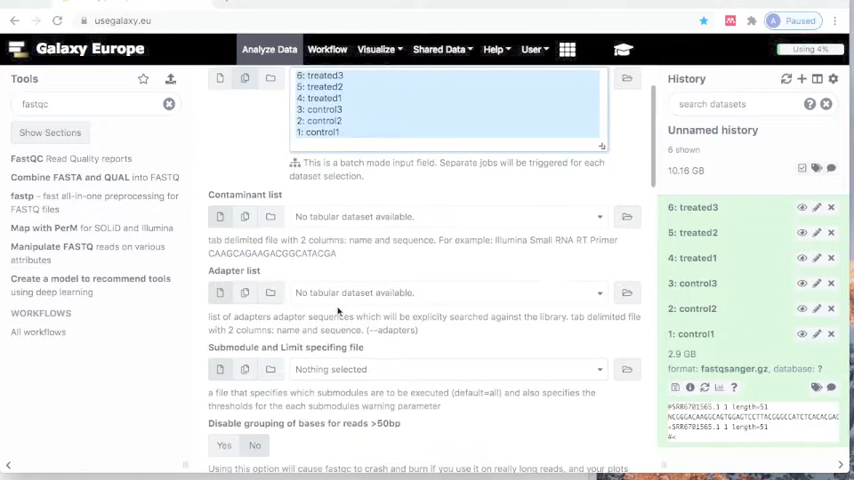 usegalaxy.eu
A
Paused
Galaxy Europe
Analyze Data
Workflow
Visualize
Shared Data
Help
User
Using 4%
Tools
fastqc
Show Sections
FastQC Read Quality reports
Combine FASTA and QUAL into FASTQ
fastp - fast all-in-one preprocessing for
FASTQ files
Map with PerM for SOLiD and Illumina
Manipulate FASTQ reads on various
attributes
Create a model to recommend tools
using deep learning
WORKFLOWS
All workflows
6: treated3
5: treated2
4: treated1
3: control3
2: control2
1: control1
This is a batch mode input field. Separate jobs will be triggered for each
dataset selection.
Contaminant list
No tabular dataset available.
tab delimited file with 2 columns: name and sequence. For example: Illumina Small RNA RT Primer
CAAGCAGAAGACGGCATACGA
Adapter list
No tabular dataset available.
list of adapters adapter sequences which will be explicity searched against the library. tab delimited
file with 2 columns: name and sequence. (--adapters)
Submodule and Limit specifing file
Nothing selected
a file that specifies which submodules are to be executed (default=all) and also specifies the
thresholds for the each submodules warning parameter
Disable grouping of bases for reads >50bp
Yes
No
Using this option will cause fastqc to crash and burn if you use it on really long reads, and your plots
History
search datasets
Unnamed history
6 shown
10.16 GB
6: treated3
5: treated2
4: treated1
3: control3
2: control2
1: control1
2.9 GB
format: fastqsanger.gz, database: ?
@SRR6701565.1 1 length=51
NCGGGACAAGGCAGTGGAGTCCTTACGGGCCATCTCACACGAG
+SRR6701565.1 1 length=51
#<